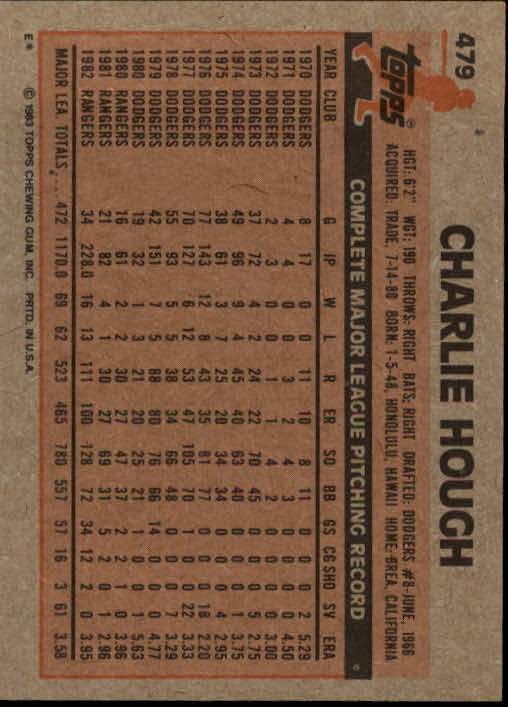 479
topps®
CHARLIE HOUGH
HGT: 6'2" WGT: 190 THROWS: RIGHT BATS: RIGHT DRAFTED: DODGERS #8-JUNE, 1966
ACQUIRED: TRADE, 7-14-80 BORN: 1-5-48, HONOLULU, HAWAII HOME: BREA, CALIFORNIA
COMPLETE MAJOR LEAGUE PITCHING RECORD
YEAR CLUB G IP W L R ER SO BB GS CG SHO SV ERA
1970 DODGERS 8 17 0 0 11 10 8 11 0 0 0 2 5.29
1971 DODGERS 4 4 0 0 3 2 4 3 0 0 0 0 4.50
1972 DODGERS 2 3 0 0 1 1 4 2 0 0 0 0 3.00
1973 DODGERS 37 72 4 2 24 22 70 45 0 0 0 5 2.75
1974 DODGERS 49 96 9 4 45 40 63 40 0 0 0 1 3.75
1975 DODGERS 38 61 3 7 25 20 34 34 0 0 0 4 2.95
1976 DODGERS 77 143 12 8 43 35 81 77 0 0 0 18 2.20
1977 DODGERS 70 127 6 12 53 47 105 70 1 0 0 22 3.33
1978 DODGERS 55 93 5 5 38 34 66 48 0 0 0 7 3.29
1979 DODGERS 42 151 7 5 88 80 76 66 14 0 0 0 4.77
1980 DODGERS 19 32 1 3 21 20 25 21 1 0 0 1 5.63
1980 RANGERS 16 61 2 2 30 27 47 37 2 2 1 0 3.96
1981 RANGERS 21 82 4 1 30 27 69 31 5 2 0 1 2.96
1982 RANGERS 34 228.0 16 13 111 100 128 72 34 12 2 0 3.95
MAJOR LEA. TOTALS.... 472 1170.0 69 62 523 465 780 557 57 16 3 61 3.58
E* © 1983 TOPPS CHEWING GUM, INC. PRTD. IN U.S.A.